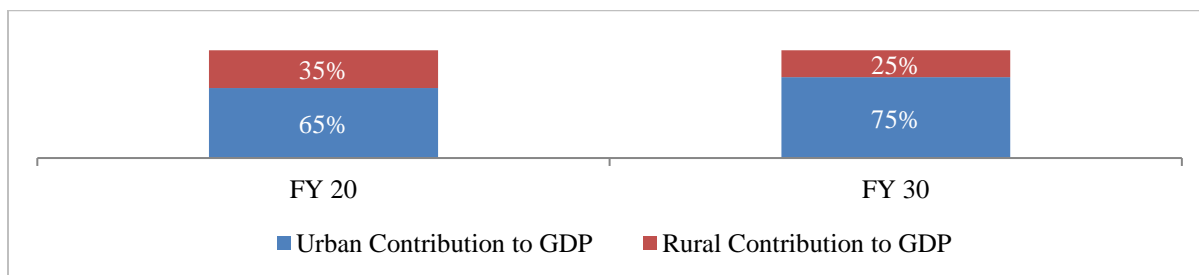 35% 25%
65% 75%
FY 20 FY 30
Urban Contribution to GDP Rural Contribution to GDP